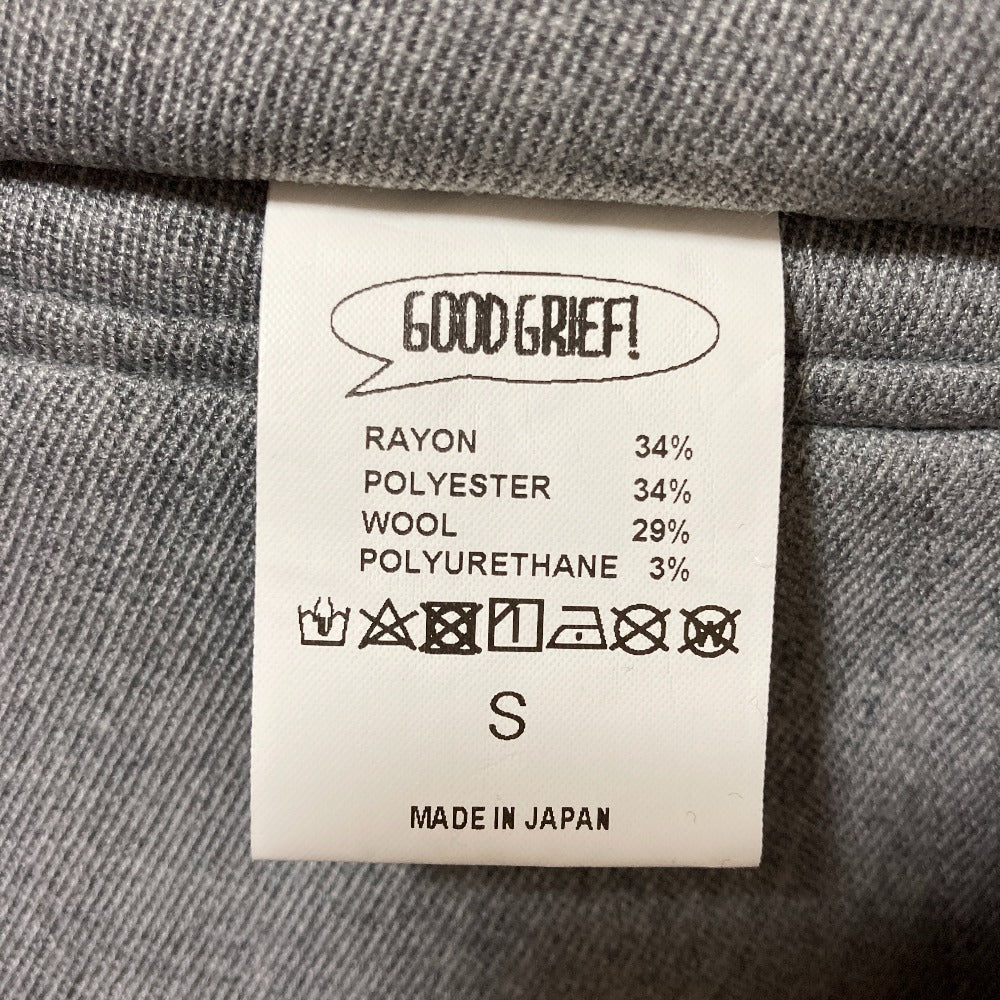 GOOD GRIEF!
RAYON 34%
POLYESTER 34%
WOOL 29%
POLYURETHANE 3%
W
S
MADE IN JAPAN